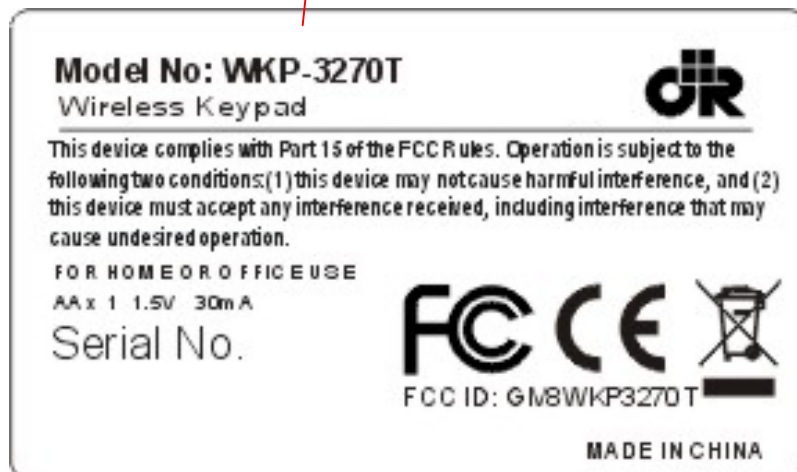 Model No: WKP-3270T
Wireless Keypad
dR
This device complies with Part 15 of the FCC Rules. Operation is subject to the
following two conditions:(1) this device may not cause harmful interference, and (2)
this device must accept any interference received, including interference that may
cause undesired operation.
FOR HOME OR OFFICE USE
AA x 1 1.5V 30mA
Serial No.
FC CE
FCC ID: GM8WKP3270T
MADE IN CHINA